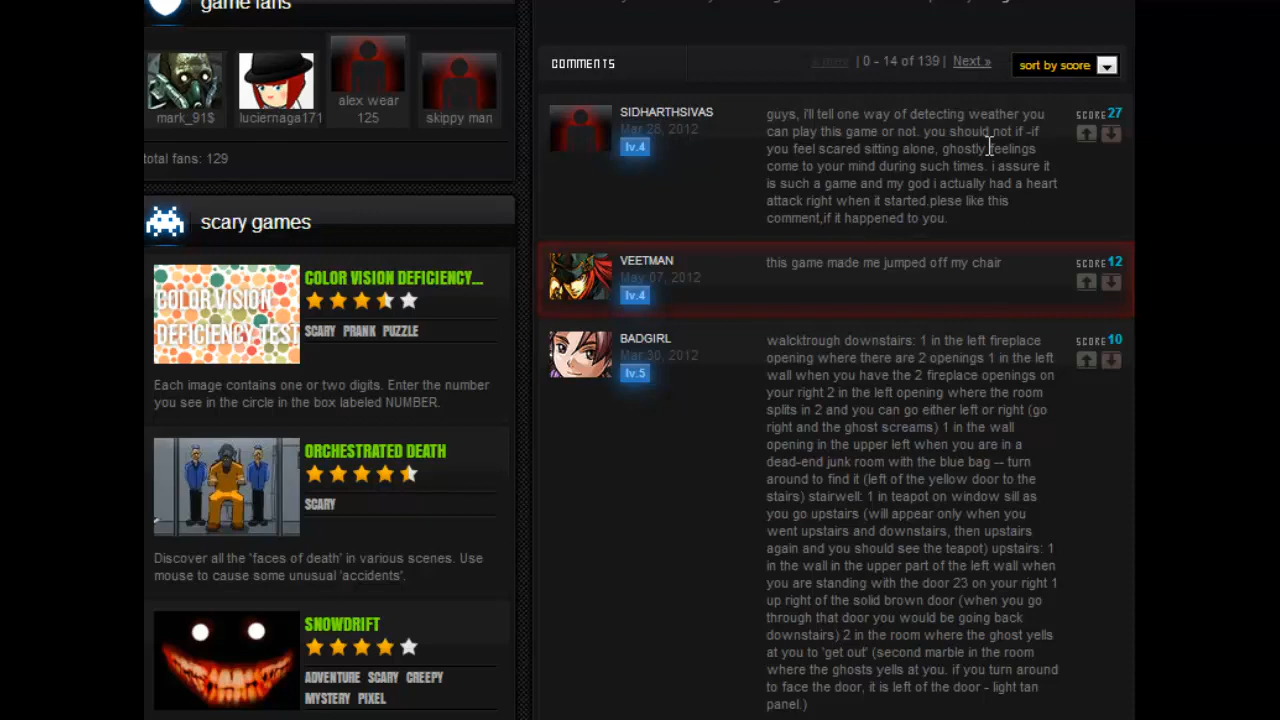 game fans
mark_91$
luciernaga171
alex wear
125
skippy man
total fans: 129
scary games
COLOR VISION DEFICIENCY...
SCARY PRANK PUZZLE
COLOR VISION
DEFICIENCY TEST
Each image contains one or two digits. Enter the number
you see in the circle in the box labeled NUMBER.
ORCHESTRATED DEATH
SCARY
Discover all the 'faces of death' in various scenes. Use
mouse to cause some unusual 'accidents'.
SNOWDRIFT
ADVENTURE SCARY CREEPY
MYSTERY PIXEL
COMMENTS
| 0 - 14 of 139 | Next »
sort by score
SIDHARTHSIVAS
Mar 28, 2012
lv.4
guys, i'll tell one way of detecting weather you
can play this game or not. you should not if -if
you feel scared sitting alone, ghostly feelings
come to your mind during such times. i assure it
is such a game and my god i actually had a heart
attack right when it started.plese like this
comment,if it happened to you.
SCORE 27
VEETMAN
May 07, 2012
lv.4
this game made me jumped off my chair
SCORE 12
BADGIRL
Mar 30, 2012
lv.5
walcktrough downstairs: 1 in the left fireplace
opening where there are 2 openings 1 in the left
wall when you have the 2 fireplace openings on
your right 2 in the left opening where the room
splits in 2 and you can go either left or right (go
right and the ghost screams) 1 in the wall
opening in the upper left when you are in a
dead-end junk room with the blue bag -- turn
around to find it (left of the yellow door to the
stairs) stairwell: 1 in teapot on window sill as
you go upstairs (will appear only when you
went upstairs and downstairs, then upstairs
again and you should see the teapot) upstairs: 1
in the wall in the upper part of the left wall when
you are standing with the door 23 on your right 1
up right of the solid brown door (when you go
through that door you would be going back
downstairs) 2 in the room where the ghost yells
at you to 'get out' (second marble in the room
where the ghosts yells at you. if you turn around
to face the door, it is left of the door - light tan
panel.)
SCORE 10